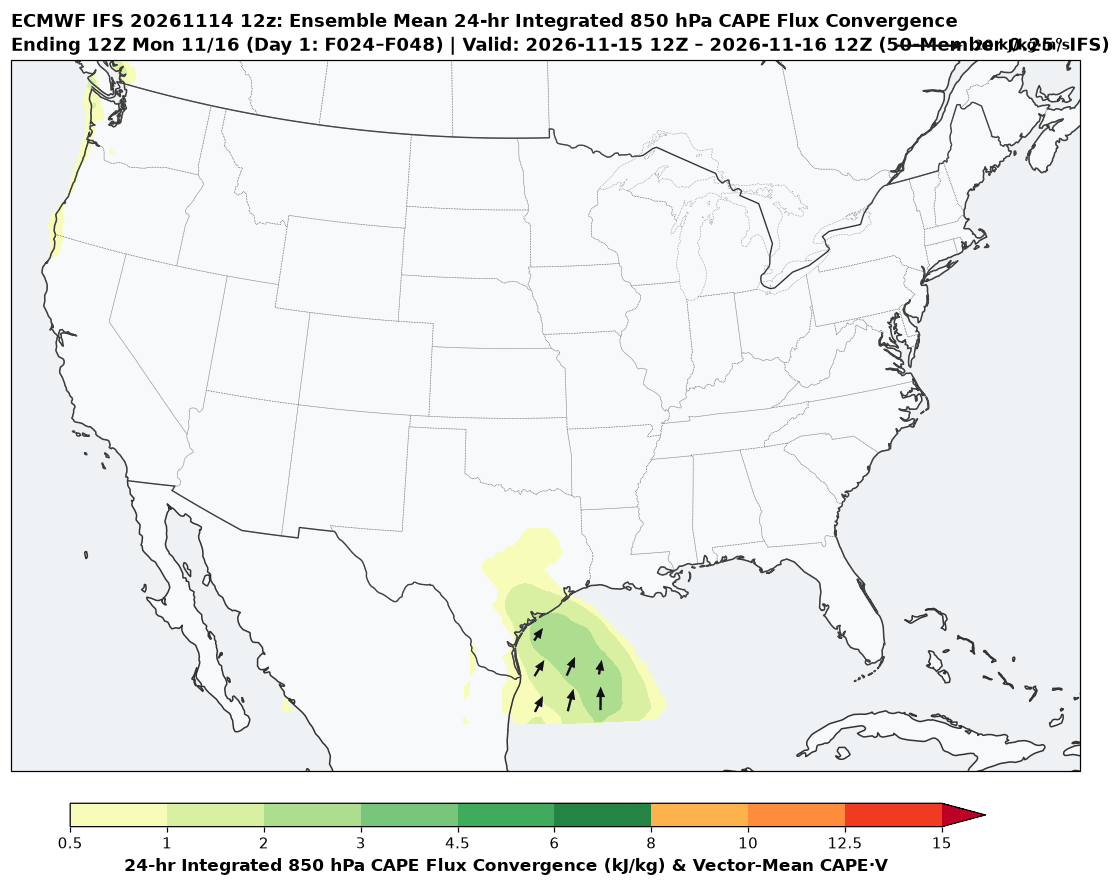 ECMWF IFS 20261114 12z: Ensemble Mean 24-hr Integrated 850 hPa CAPE Flux Convergence
Ending 12Z Mon 11/16 (Day 1: F024–F048) | Valid: 2026-11-15 12Z – 2026-11-16 12Z (50-Member 0.25° IFS)
0.5 1 2 3 4.5 6 8 10 12.5 15
24-hr Integrated 850 hPa CAPE Flux Convergence (kJ/kg) & Vector-Mean CAPE·V